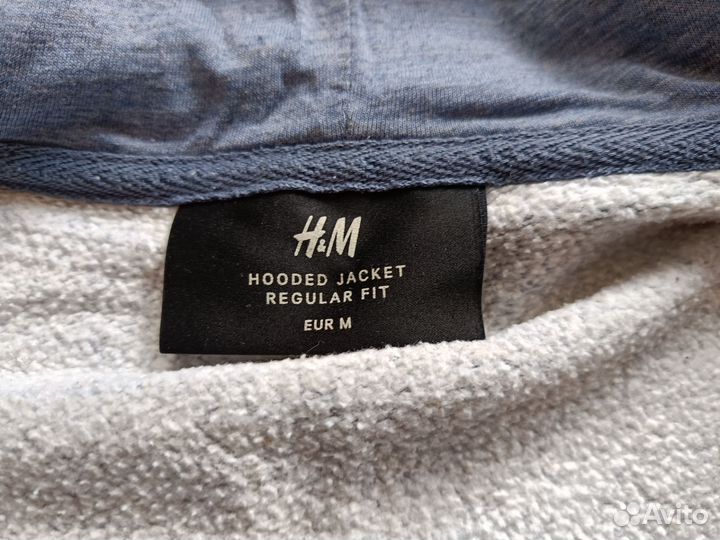 H&M
HOODED JACKET
REGULAR FIT
EUR M
Avito